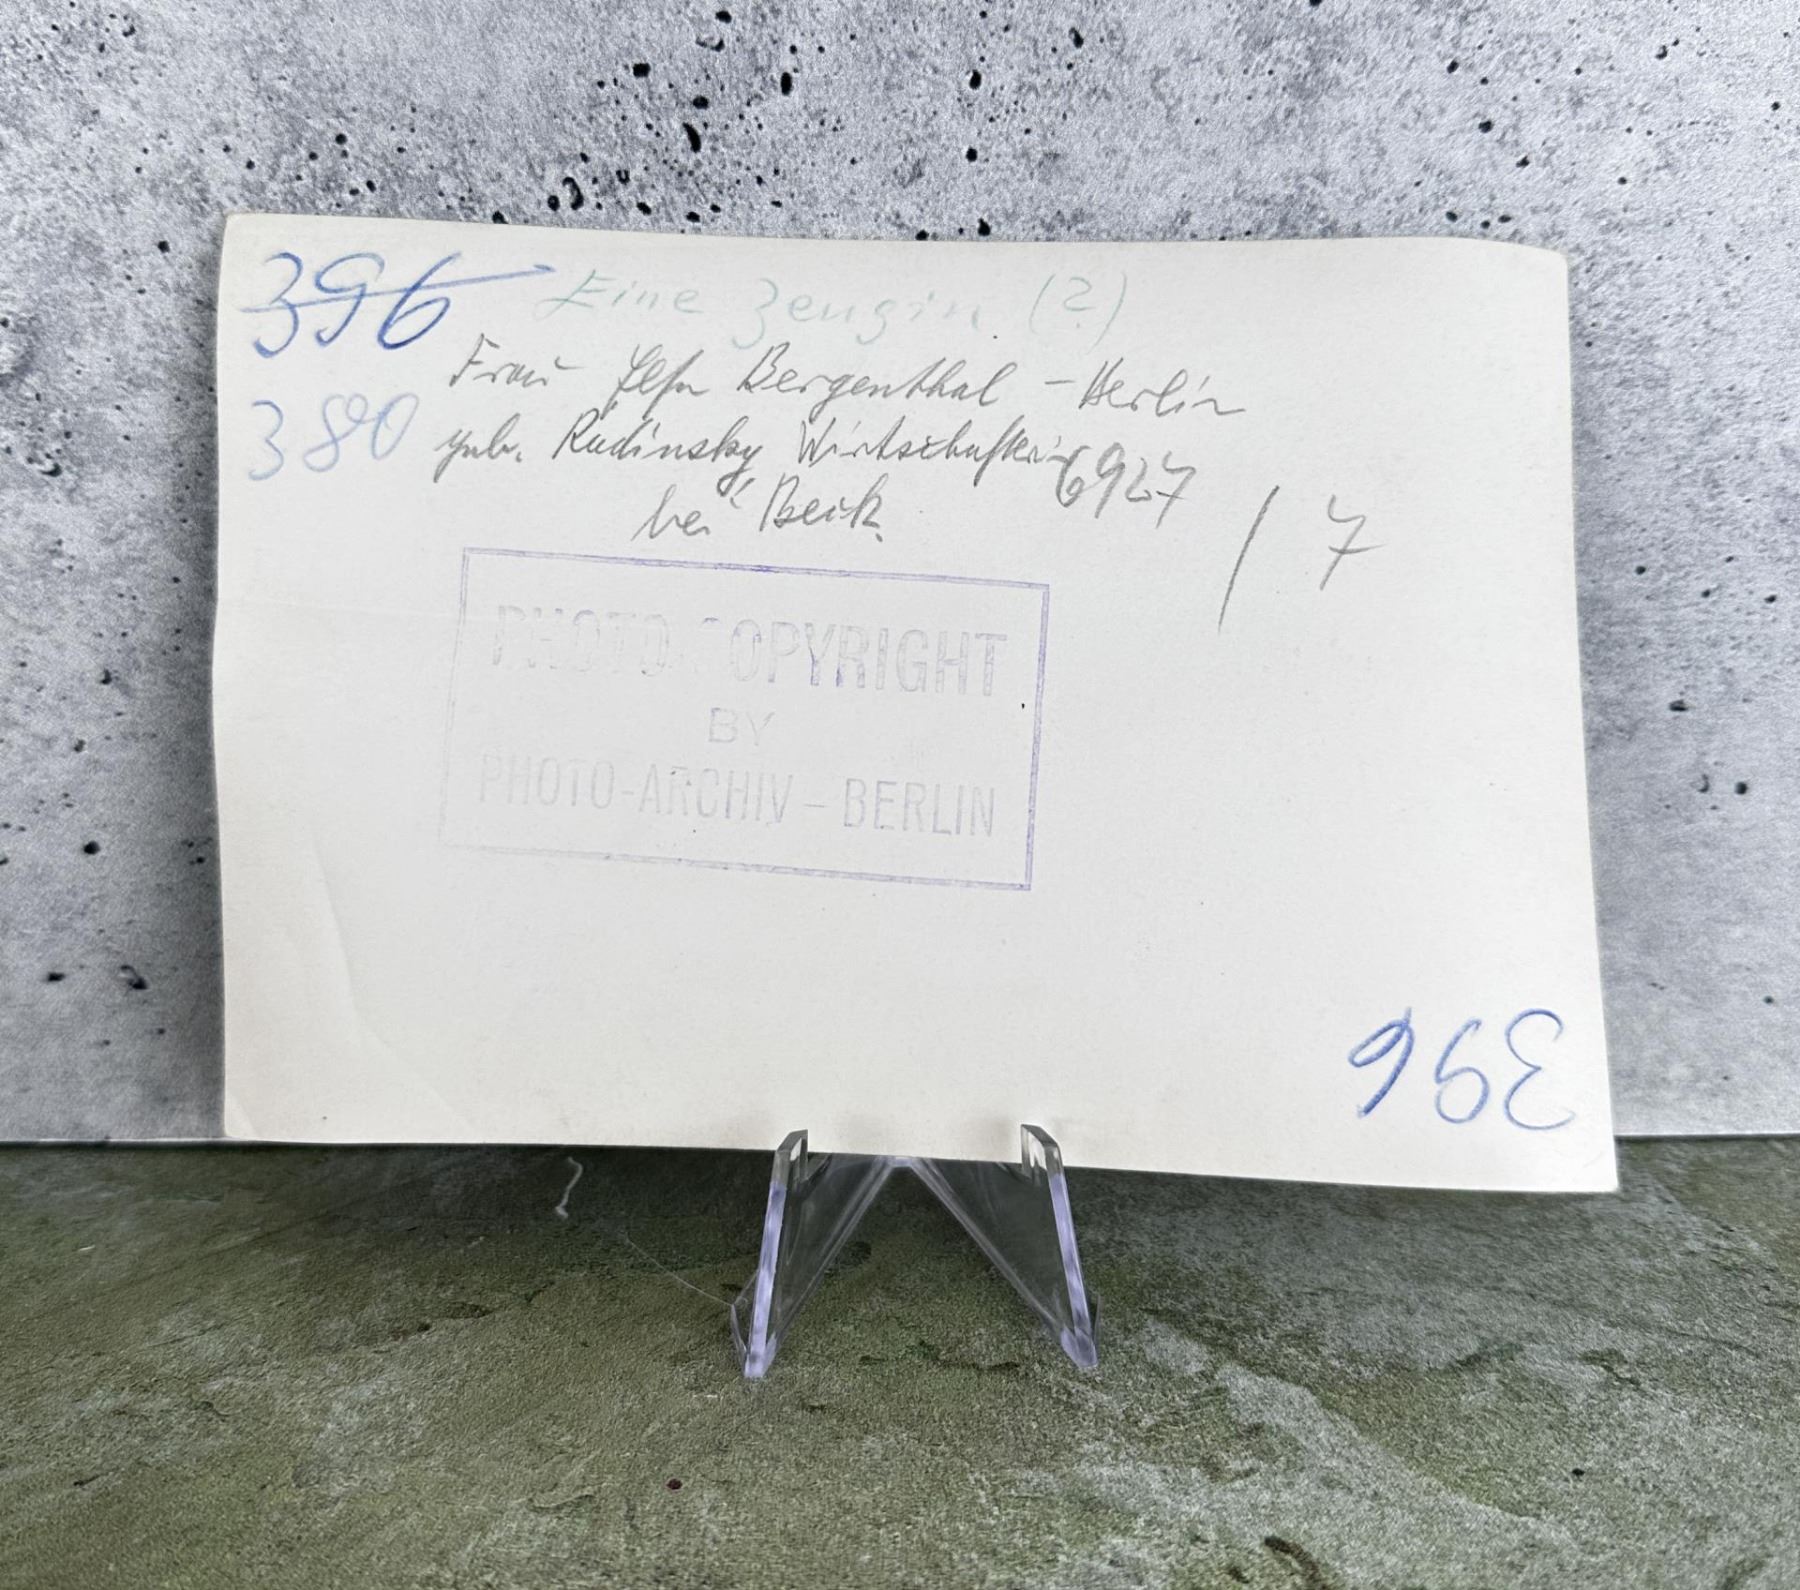 396 Eine Zeugin (?)
Frau Bergenthal - Berlin
380 geb. Rudinsky Wirtschafterin
6927
bei Beck.
/ 7
PHOTO-COPYRIGHT
BY
PHOTO-ARCHIV - BERLIN
396